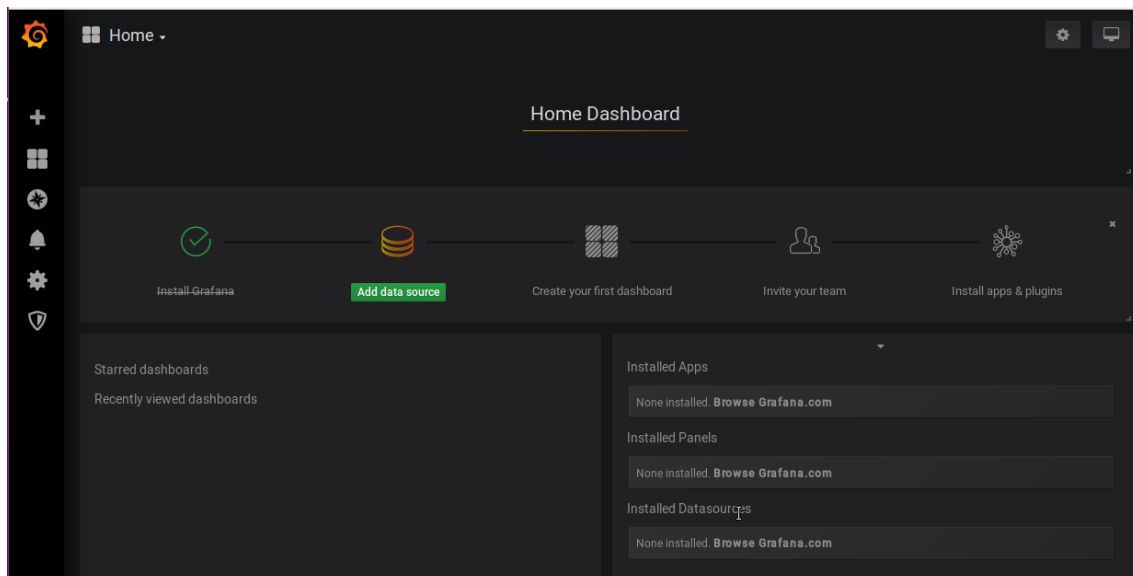 Home
Home Dashboard
Install Grafana
Add data source
Create your first dashboard
Invite your team
Install apps & plugins
Starred dashboards
Recently viewed dashboards
Installed Apps
None installed. Browse Grafana.com
Installed Panels
None installed. Browse Grafana.com
Installed Datasources
None installed. Browse Grafana.com